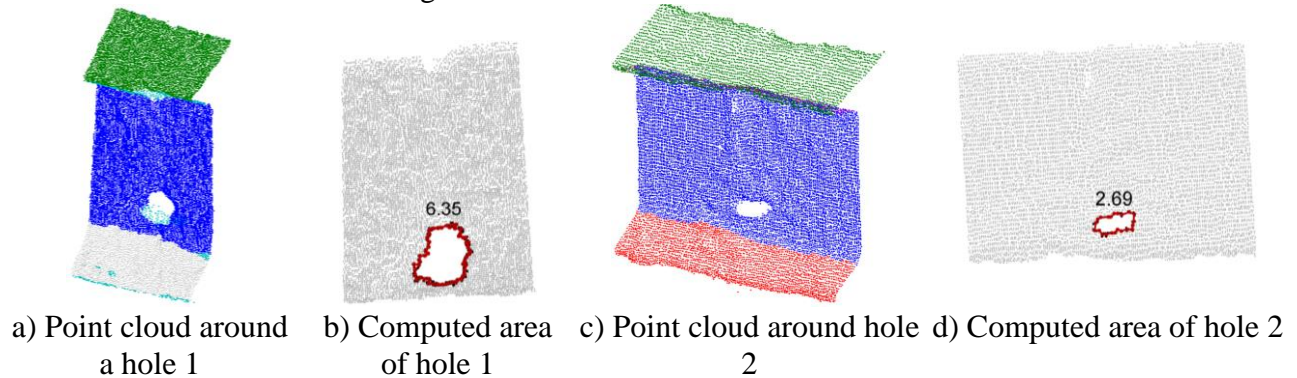 6.35
2.69
a) Point cloud around a hole 1
b) Computed area of hole 1
c) Point cloud around hole 2
d) Computed area of hole 2